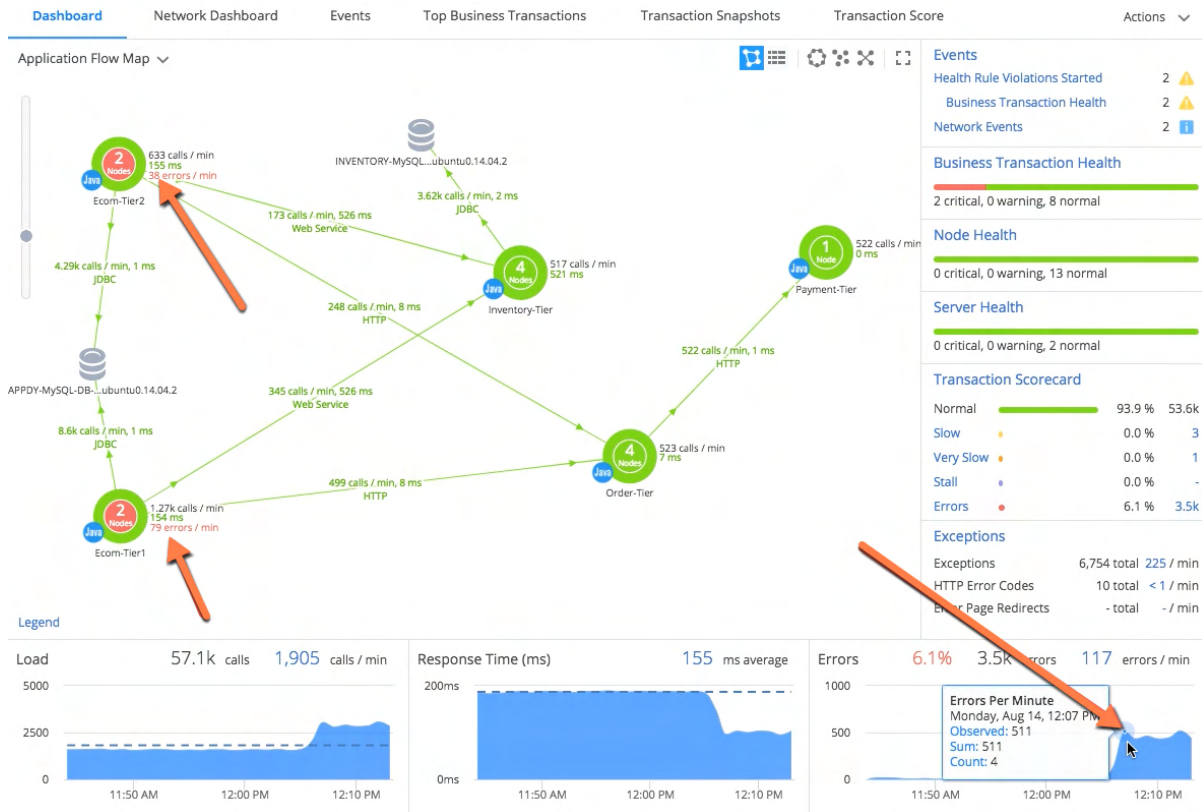 Dashboard
Network Dashboard
Events
Top Business Transactions
Transaction Snapshots
Transaction Score
Actions
Application Flow Map
2
Nodes
Java
633 calls / min
155 ms
38 errors / min
Ecom-Tier2
INVENTORY-MySQL...ubuntu0.14.04.2
3.62k calls / min, 2 ms
JDBC
173 calls / min, 526 ms
Web Service
4.29k calls / min, 1 ms
JDBC
4
Nodes
Java
517 calls / min
521 ms
Inventory-Tier
1
Node
Java
522 calls / min
0 ms
Payment-Tier
248 calls / min, 8 ms
HTTP
522 calls / min, 1 ms
HTTP
APPDY-MySQL-DB-...ubuntu0.14.04.2
345 calls / min, 526 ms
Web Service
8.6k calls / min, 1 ms
JDBC
4
Nodes
Java
523 calls / min
7 ms
Order-Tier
499 calls / min, 8 ms
HTTP
2
Nodes
Java
1.27k calls / min
154 ms
79 errors / min
Ecom-Tier1
Legend
Events
Health Rule Violations Started 2
Business Transaction Health 2
Network Events 2
Business Transaction Health
2 critical, 0 warning, 8 normal
Node Health
0 critical, 0 warning, 13 normal
Server Health
0 critical, 0 warning, 2 normal
Transaction Scorecard
Normal 93.9 % 53.6k
Slow 0.0 % 3
Very Slow 0.0 % 1
Stall 0.0 % -
Errors 6.1 % 3.5k
Exceptions
Exceptions 6,754 total 225 / min
HTTP Error Codes 10 total < 1 / min
Error Page Redirects - total - / min
Load 57.1k calls 1,905 calls / min
5000
2500
0
11:50 AM 12:00 PM 12:10 PM
Response Time (ms) 155 ms average
200ms
0ms
11:50 AM 12:00 PM 12:10 PM
Errors 6.1% 3.5k errors 117 errors / min
1000
500
0
Errors Per Minute
Monday, Aug 14, 12:07 PM
Observed: 511
Sum: 511
Count: 4
11:50 AM 12:00 PM 12:10 PM